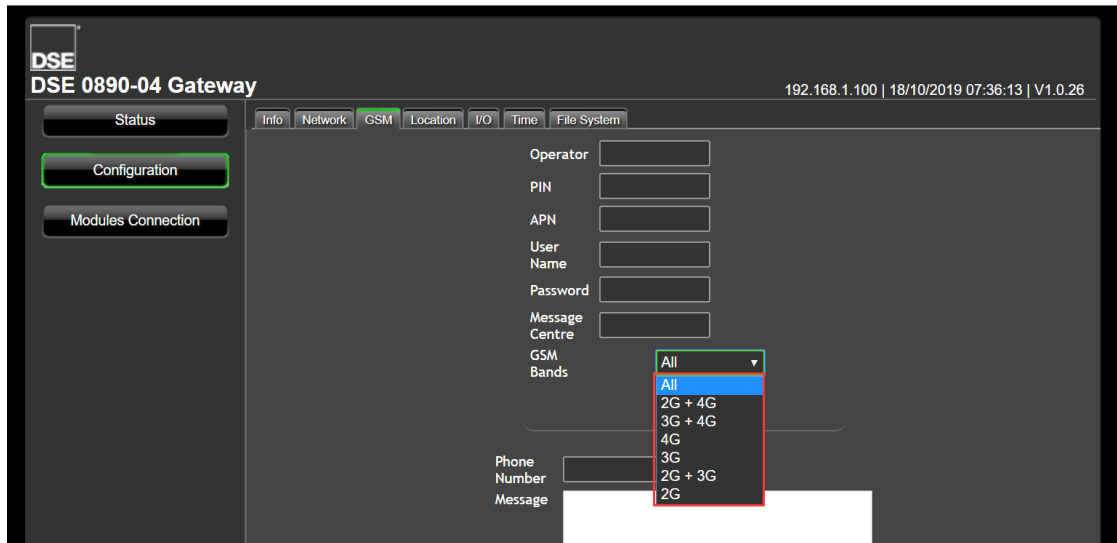 DSE
DSE 0890-04 Gateway
192.168.1.100 | 18/10/2019 07:36:13 | V1.0.26
Status
Configuration
Modules Connection
Info Network GSM Location I/O Time File System
Operator
PIN
APN
User
Name
Password
Message
Centre
GSM
Bands
All
All
2G + 4G
3G + 4G
4G
3G
2G + 3G
2G
Phone
Number
Message